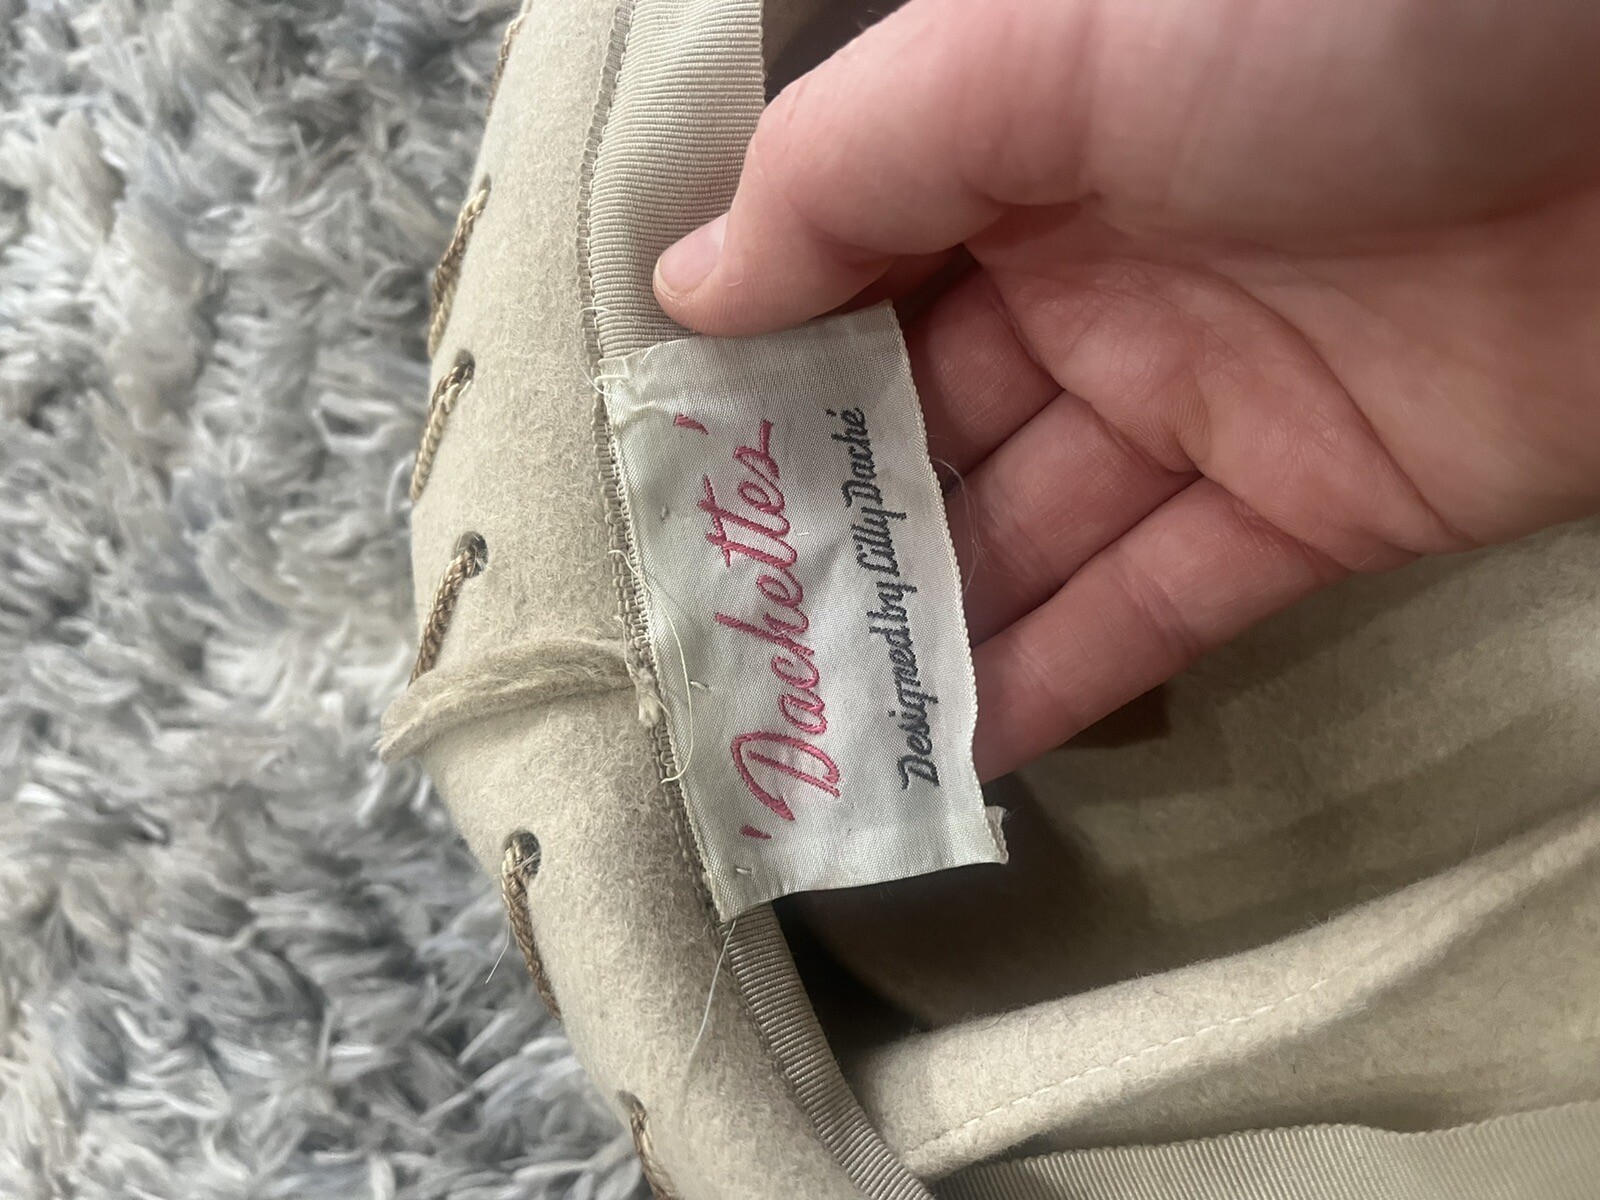 'Dachettes'
Designed by Lilly Daché